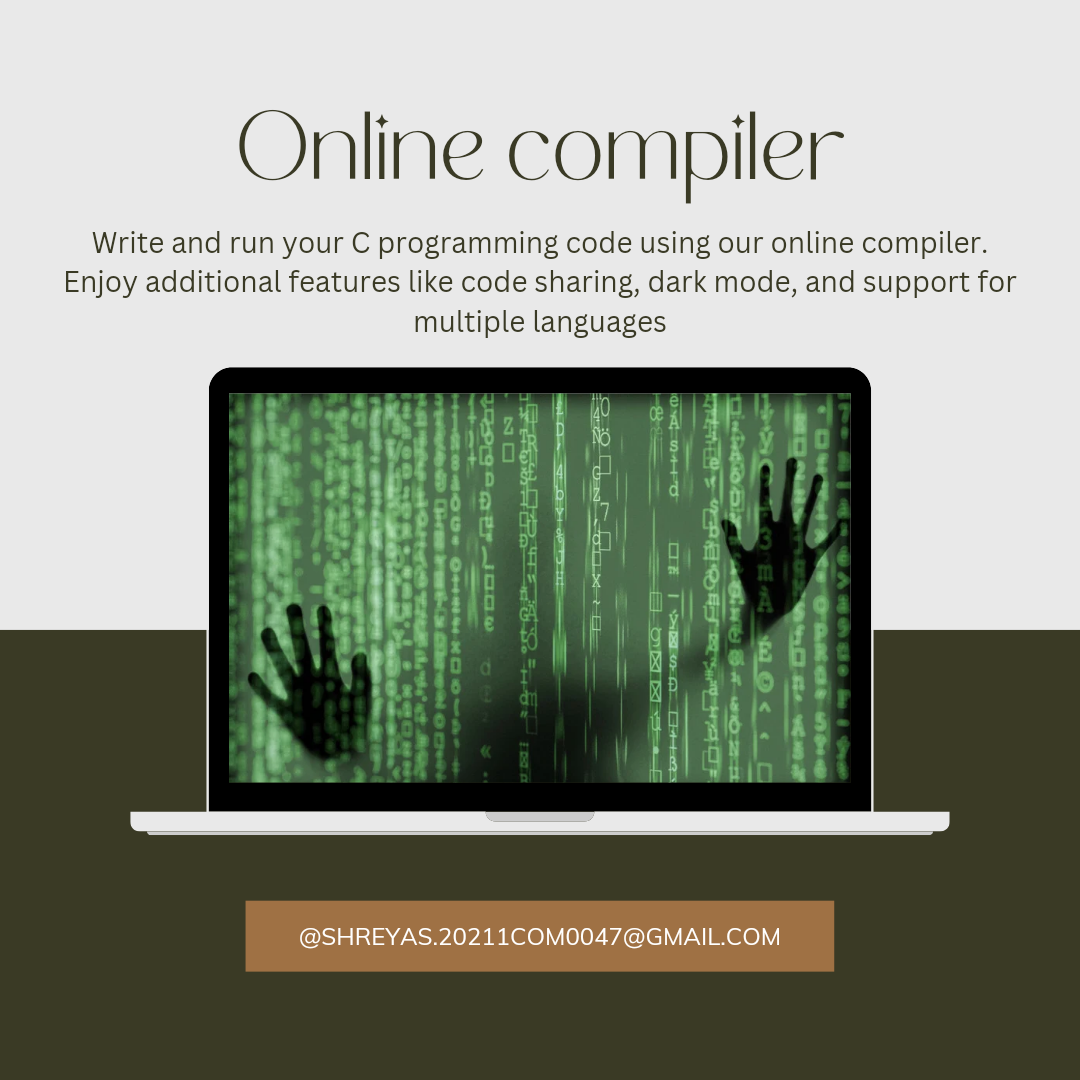 Online compiler
Write and run your C programming code using our online compiler.
Enjoy additional features like code sharing, dark mode, and support for
multiple languages
@SHREYAS.20211COM0047@GMAIL.COM